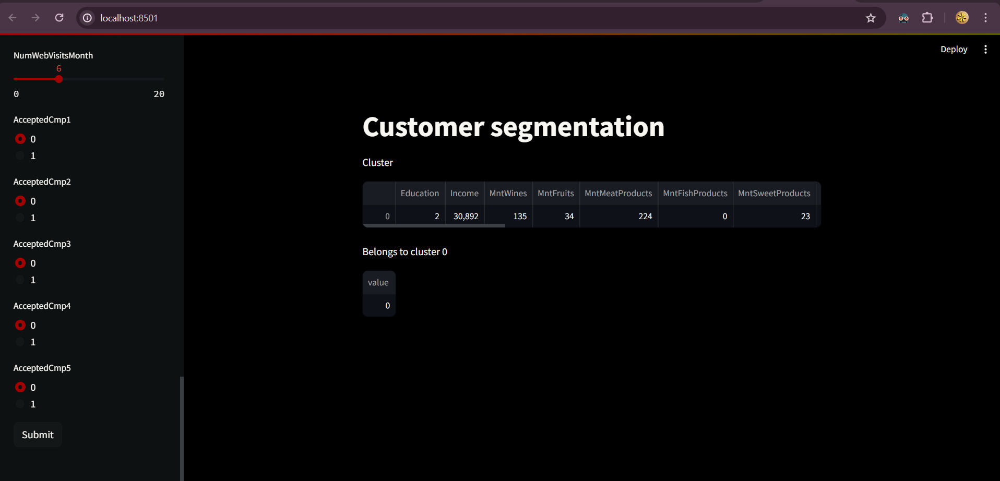 localhost:8501
Deploy
NumWebVisitsMonth
6
0 20
AcceptedCmp1
0
1
AcceptedCmp2
0
1
AcceptedCmp3
0
1
AcceptedCmp4
0
1
AcceptedCmp5
0
1
Submit
Customer segmentation
Cluster
Education Income MntWines MntFruits MntMeatProducts MntFishProducts MntSweetProducts
0 2 30,892 135 34 224 0 23
Belongs to cluster 0
value
0